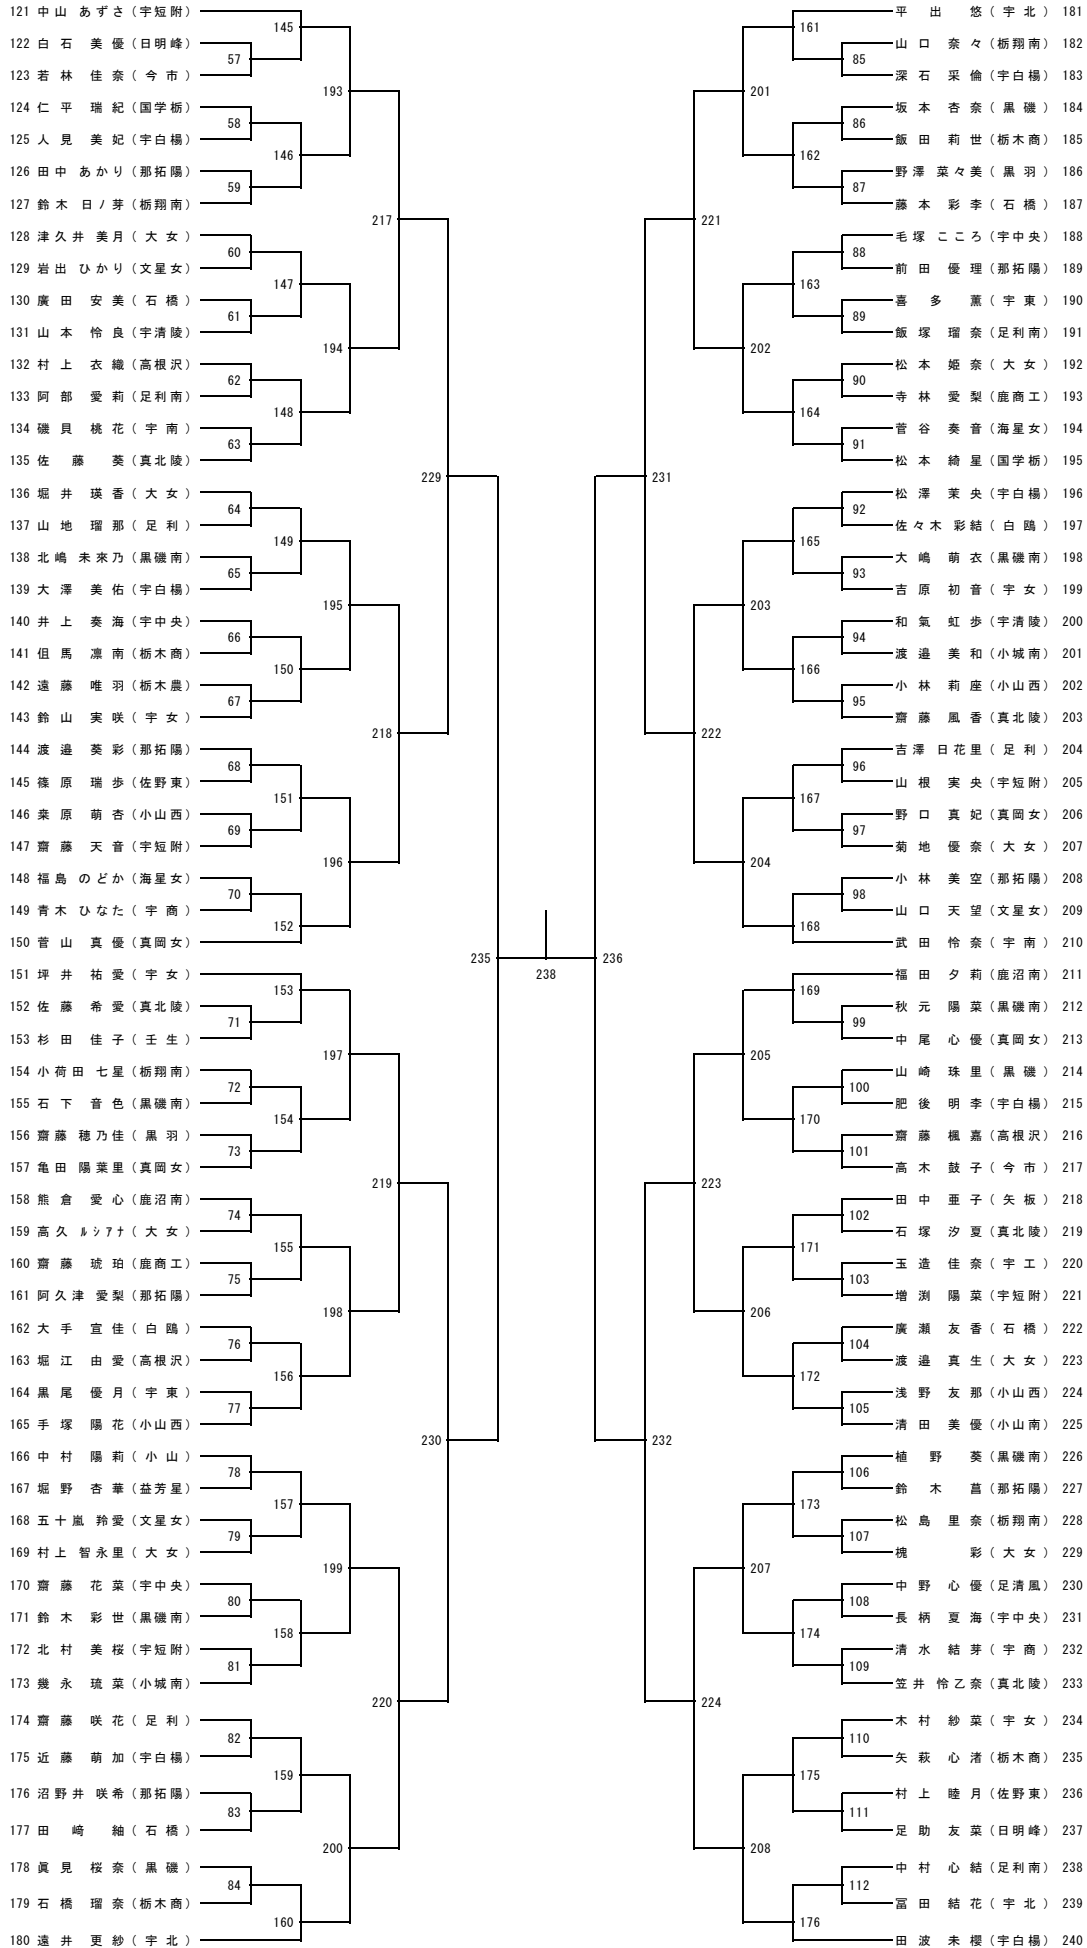 121 中山 あずさ (宇短附)
122 白石 美優 (日明峰)
123 若林 佳奈 (今市)
124 仁平 瑞紀 (国学栃)
125 人見 美妃 (宇白楊)
126 田中 あかり (那拓陽)
127 鈴木 日ノ芽 (栃翔南)
128 津久井 美月 (大女)
129 岩出 ひかり (文星女)
130 廣田 安美 (石橋)
131 山本 怜良 (宇清陵)
132 村上 衣織 (高根沢)
133 阿部 愛莉 (足利南)
134 磯貝 桃花 (宇南)
135 佐藤 葵 (真北陵)
136 堀井 瑛香 (大女)
137 山地 瑠那 (足利)
138 北嶋 未來乃 (黒磯南)
139 大澤 美佑 (宇白楊)
140 井上 奏海 (宇中央)
141 伹馬 凛南 (栃木商)
142 遠藤 唯羽 (栃木農)
143 鈴山 実咲 (宇女)
144 渡邉 葵彩 (那拓陽)
145 篠原 瑞歩 (佐野東)
146 桒原 萌杏 (小山西)
147 齋藤 天音 (宇短附)
148 福島 のどか (海星女)
149 青木 ひなた (宇商)
150 菅山 真優 (真岡女)
151 坪井 祐愛 (宇女)
152 佐藤 希愛 (真北陵)
153 杉田 佳子 (壬生)
154 小荷田 七星 (栃翔南)
155 石下 音色 (黒磯南)
156 齋藤 穂乃佳 (黒羽)
157 亀田 陽葉里 (真岡女)
158 熊倉 愛心 (鹿沼南)
159 高久 ルシアナ (大女)
160 齋藤 琥珀 (鹿商工)
161 阿久津 愛梨 (那拓陽)
162 大手 宣佳 (白鴎)
163 堀江 由愛 (高根沢)
164 黒尾 優月 (宇東)
165 手塚 陽花 (小山西)
166 中村 陽莉 (小山)
167 堀野 杏華 (益芳星)
168 五十嵐 羚愛 (文星女)
169 村上 智永里 (大女)
170 齋藤 花菜 (宇中央)
171 鈴木 彩世 (黒磯南)
172 北村 美桜 (宇短附)
173 幾永 琉菜 (小城南)
174 齋藤 咲花 (足利)
175 近藤 萌加 (宇白楊)
176 沼野井 咲希 (那拓陽)
177 田﨑 紬 (石橋)
178 眞見 桜奈 (黒磯)
179 石橋 瑠奈 (栃木商)
180 遠井 更紗 (宇北)
57
58
59
60
61
62
63
64
65
66
67
68
69
70
71
72
73
74
75
76
77
78
79
80
81
82
83
84
145
146
147
148
149
150
151
152
153
154
155
156
157
158
159
160
193
194
195
196
197
198
199
200
217
218
219
220
229
230
235
238
236
231
232
221
222
223
224
201
202
203
204
205
206
207
208
161
162
163
164
165
166
167
168
169
170
171
172
173
174
175
176
85
86
87
88
89
90
91
92
93
94
95
96
97
98
99
100
101
102
103
104
105
106
107
108
109
110
111
112
平出 悠 (宇北) 181
山口 奈々 (栃翔南) 182
深石 采倫 (宇白楊) 183
坂本 杏奈 (黒磯) 184
飯田 莉世 (栃木商) 185
野澤 菜々美 (黒羽) 186
藤本 彩李 (石橋) 187
毛塚 こころ (宇中央) 188
前田 優理 (那拓陽) 189
喜多 薫 (宇東) 190
飯塚 瑠奈 (足利南) 191
松本 姫奈 (大女) 192
寺林 愛梨 (鹿商工) 193
菅谷 奏音 (海星女) 194
松本 綺星 (国学栃) 195
松澤 茉央 (宇白楊) 196
佐々木 彩結 (白鴎) 197
大嶋 萌衣 (黒磯南) 198
吉原 初音 (宇女) 199
和氣 虹歩 (宇清陵) 200
渡邉 美和 (小城南) 201
小林 莉座 (小山西) 202
齋藤 風香 (真北陵) 203
吉澤 日花里 (足利) 204
山根 実央 (宇短附) 205
野口 真妃 (真岡女) 206
菊地 優奈 (大女) 207
小林 美空 (那拓陽) 208
山口 天望 (文星女) 209
武田 怜奈 (宇南) 210
福田 夕莉 (鹿沼南) 211
秋元 陽菜 (黒磯南) 212
中尾 心優 (真岡女) 213
山崎 珠里 (黒磯) 214
肥後 明李 (宇白楊) 215
齋藤 楓嘉 (高根沢) 216
高木 鼓子 (今市) 217
田中 亜子 (矢板) 218
石塚 汐夏 (真北陵) 219
玉造 佳奈 (宇工) 220
増渕 陽菜 (宇短附) 221
廣瀬 友香 (石橋) 222
渡邉 真生 (大女) 223
浅野 友那 (小山西) 224
清田 美優 (小山南) 225
植野 葵 (黒磯南) 226
鈴木 菖 (那拓陽) 227
松島 里奈 (栃翔南) 228
槐 彩 (大女) 229
中野 心優 (足清風) 230
長柄 夏海 (宇中央) 231
清水 結芽 (宇商) 232
笠井 怜乙奈 (真北陵) 233
木村 紗菜 (宇女) 234
矢萩 心渚 (栃木商) 235
村上 睦月 (佐野東) 236
足助 友菜 (日明峰) 237
中村 心結 (足利南) 238
冨田 結花 (宇北) 239
田波 未櫻 (宇白楊) 240